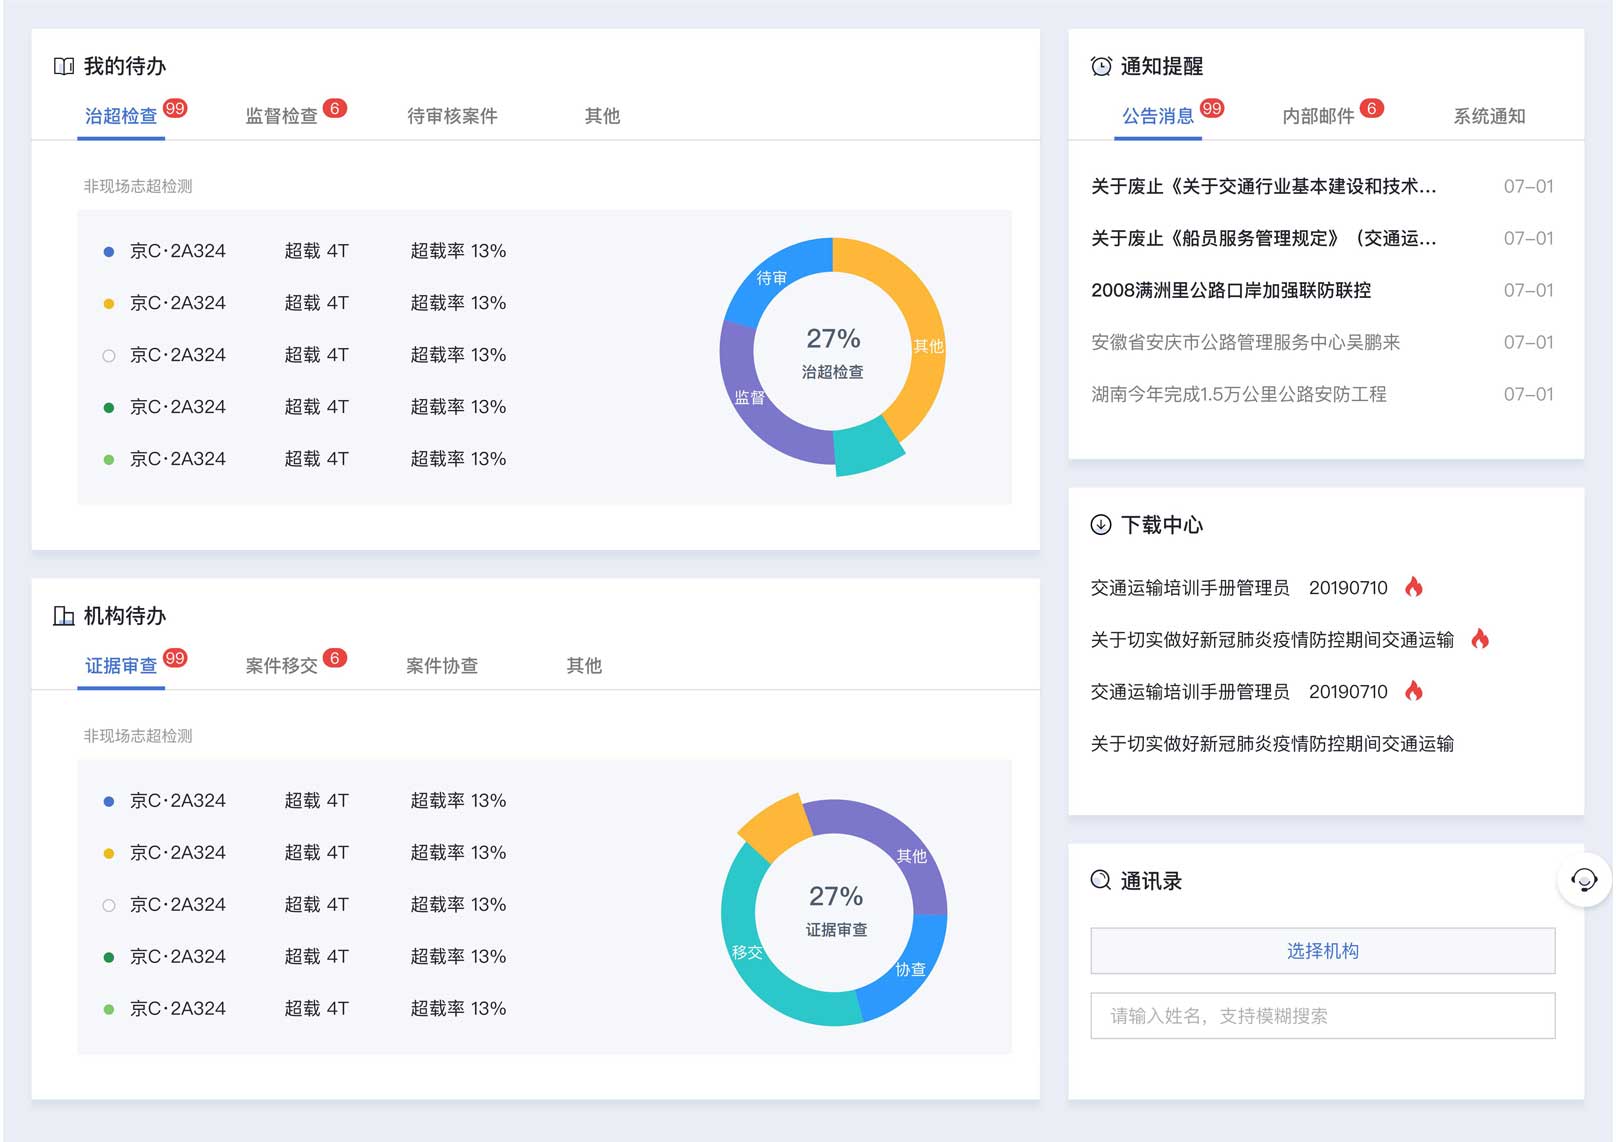 我的待办
治超检查 99 监督检查 6 待审核案件 其他
非现场志超检测
京C·2A324 超载 4T 超载率 13%
京C·2A324 超载 4T 超载率 13%
京C·2A324 超载 4T 超载率 13%
京C·2A324 超载 4T 超载率 13%
京C·2A324 超载 4T 超载率 13%
待审
其他
监督
27%
治超检查
机构待办
证据审查 99 案件移交 6 案件协查 其他
非现场志超检测
京C·2A324 超载 4T 超载率 13%
京C·2A324 超载 4T 超载率 13%
京C·2A324 超载 4T 超载率 13%
京C·2A324 超载 4T 超载率 13%
京C·2A324 超载 4T 超载率 13%
其他
移交
协查
27%
证据审查
通知提醒
公告消息 99 内部邮件 6 系统通知
关于废止《关于交通行业基本建设和技术... 07-01
关于废止《船员服务管理规定》（交通运... 07-01
2008满洲里公路口岸加强联防联控 07-01
安徽省安庆市公路管理服务中心吴鹏来 07-01
湖南今年完成1.5万公里公路安防工程 07-01
下载中心
交通运输培训手册管理员 20190710
关于切实做好新冠肺炎疫情防控期间交通运输
交通运输培训手册管理员 20190710
关于切实做好新冠肺炎疫情防控期间交通运输
通讯录
选择机构
请输入姓名，支持模糊搜索